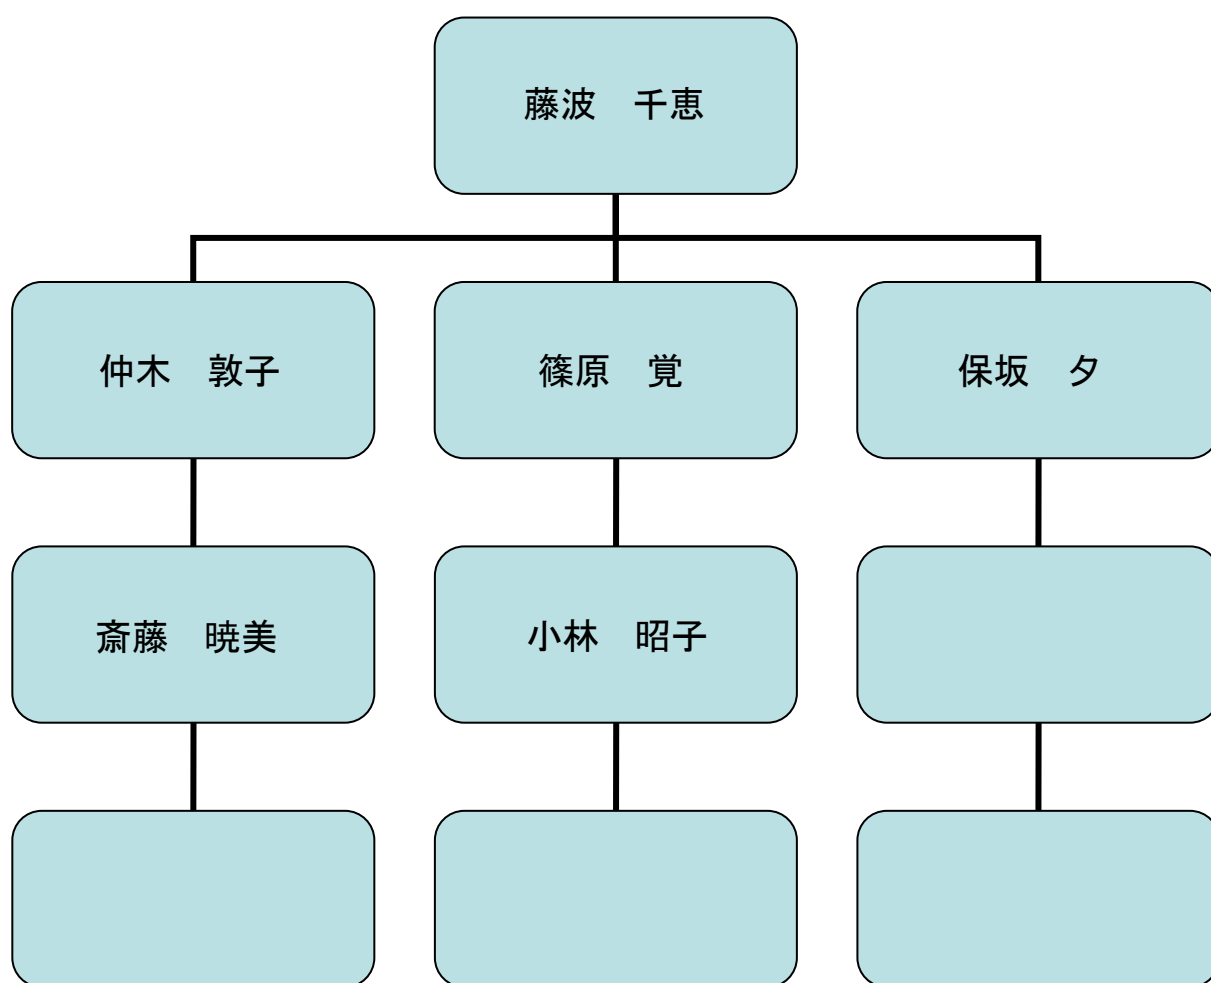 藤波　千恵
仲木　敦子
篠原　覚
保坂　夕
斎藤　暁美
小林　昭子